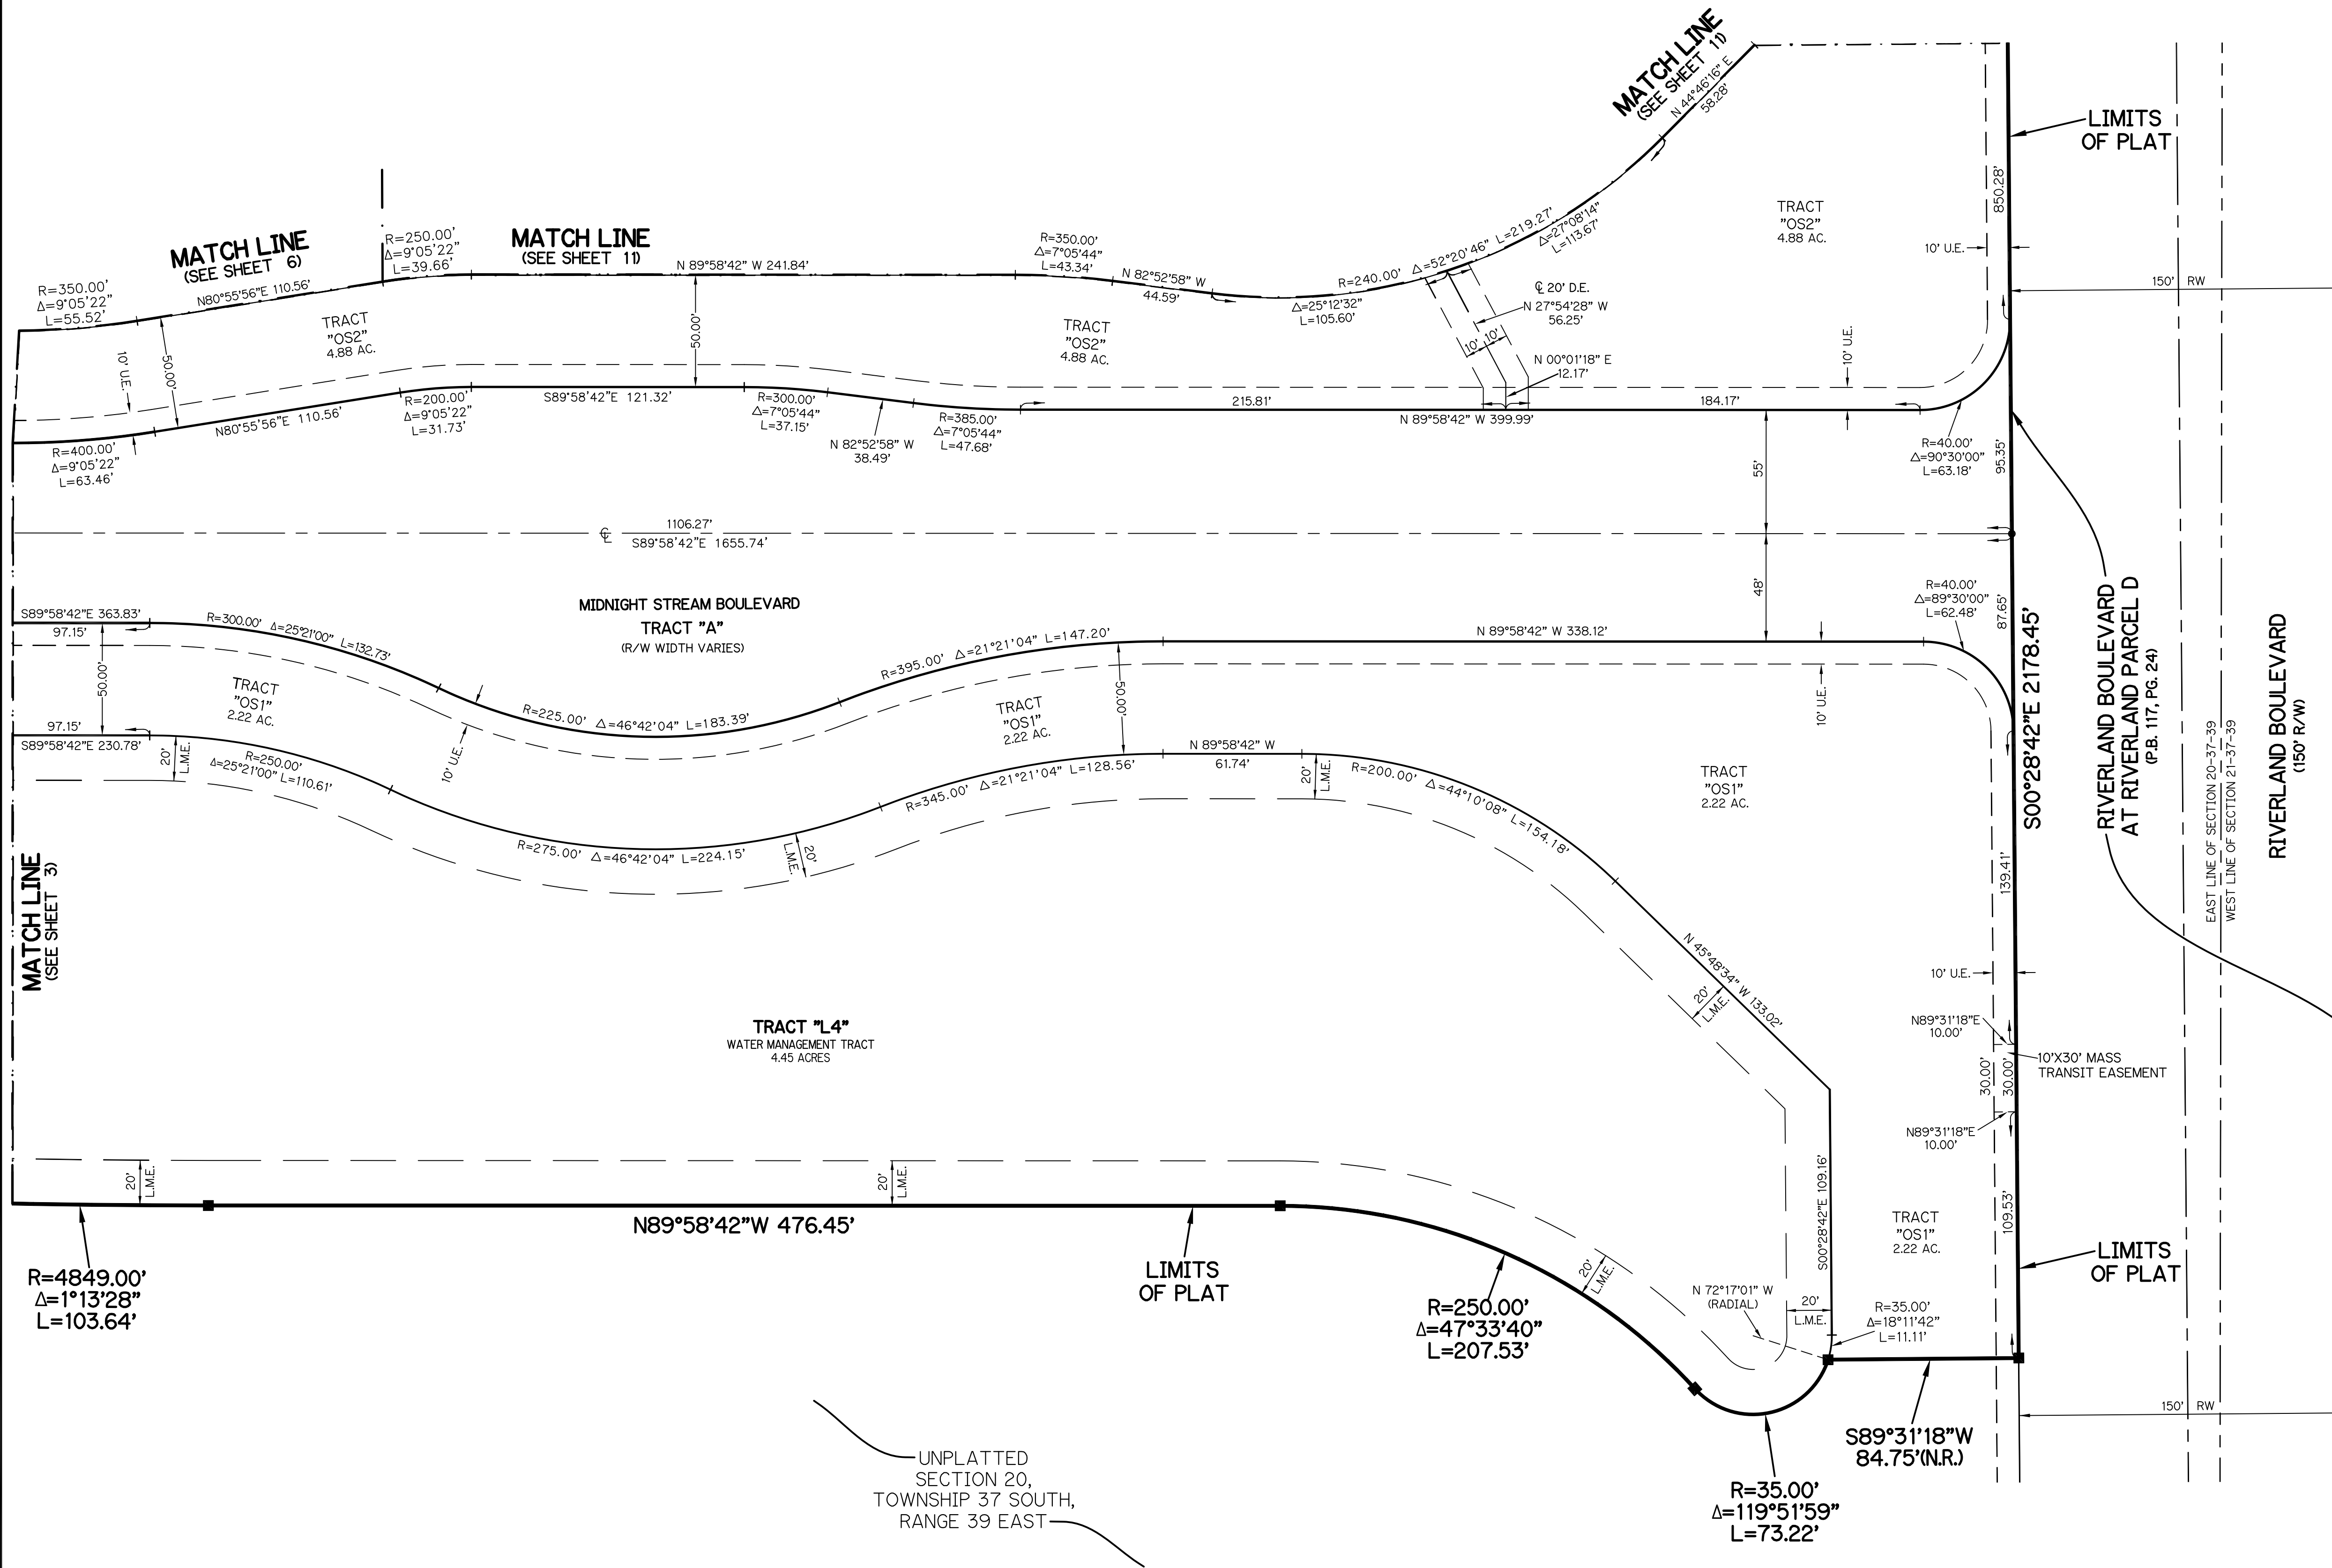 MATCH LINE
(SEE SHEET 11)
N 44°46'16" E
58.28'
LIMITS
OF PLAT
850.28'
TRACT
"OS2"
4.88 AC.
10' U.E.
150' RW
MATCH LINE
(SEE SHEET 6)
R=250.00'
Δ=9°05'22"
L=39.66'
MATCH LINE
(SEE SHEET 11)
N 89°58'42" W 241.84'
R=350.00'
Δ=7°05'44"
L=43.34'
N 82°52'58" W
44.59'
R=240.00' Δ=52°20'46" L=219.27'
Δ=27°08'14"
L=113.67'
Δ=25°12'32"
L=105.60'
℄ 20' D.E.
N 27°54'28" W
56.25'
10' 10'
N 00°01'18" E
12.17'
R=350.00'
Δ=9°05'22"
L=55.52'
N80°55'56"E 110.56'
TRACT
"OS2"
4.88 AC.
50.00'
TRACT
"OS2"
4.88 AC.
10' U.E.
50.00'
10' U.E.
R=400.00'
Δ=9°05'22"
L=63.46'
N80°55'56"E 110.56'
R=200.00'
Δ=9°05'22"
L=31.73'
S89°58'42"E 121.32'
R=300.00'
Δ=7°05'44"
L=37.15'
N 82°52'58" W
38.49'
R=385.00'
Δ=7°05'44"
L=47.68'
215.81'
184.17'
N 89°58'42" W 399.99'
R=40.00'
Δ=90°30'00"
L=63.18'
95.35'
55'
1106.27'
℄ S89°58'42"E 1655.74'
48'
MIDNIGHT STREAM BOULEVARD
TRACT "A"
(R/W WIDTH VARIES)
R=40.00'
Δ=89°30'00"
L=62.48'
87.65'
S00°28'42"E 2178.45'
RIVERLAND BOULEVARD
AT RIVERLAND PARCEL D
(P.B. 117, PG. 24)
EAST LINE OF SECTION 20-37-39
WEST LINE OF SECTION 21-37-39
RIVERLAND BOULEVARD
(150' R/W)
S89°58'42"E 363.83'
97.15'
R=300.00' Δ=25°21'00" L=132.73'
50.00'
TRACT
"OS1"
2.22 AC.
97.15'
S89°58'42"E 230.78'
20'
L.M.E.
R=250.00'
Δ=25°21'00" L=110.61'
10' U.E.
R=225.00' Δ=46°42'04" L=183.39'
R=395.00' Δ=21°21'04" L=147.20'
N 89°58'42" W 338.12'
TRACT
"OS1"
2.22 AC.
50.00'
10' U.E.
N 89°58'42" W
61.74'
20'
L.M.E.
R=345.00' Δ=21°21'04" L=128.56'
R=275.00' Δ=46°42'04" L=224.15'
20'
L.M.E.
R=200.00' Δ=44°10'08" L=154.18'
TRACT
"OS1"
2.22 AC.
139.41'
MATCH LINE
(SEE SHEET 3)
N 45°48'34" W 133.02'
20'
L.M.E.
10' U.E.
N89°31'18"E
10.00'
30.00'
30.00'
10'X30' MASS
TRANSIT EASEMENT
N89°31'18"E
10.00'
TRACT "L4"
WATER MANAGEMENT TRACT
4.45 ACRES
20'
L.M.E.
20'
L.M.E.
S00°28'42"E 109.16'
109.53'
TRACT
"OS1"
2.22 AC.
LIMITS
OF PLAT
N89°58'42"W 476.45'
LIMITS
OF PLAT
R=4849.00'
Δ=1°13'28"
L=103.64'
20'
L.M.E.
R=250.00'
Δ=47°33'40"
L=207.53'
N 72°17'01" W
(RADIAL)
20'
L.M.E.
R=35.00'
Δ=18°11'42"
L=11.11'
150' RW
S89°31'18"W
84.75'(N.R.)
R=35.00'
Δ=119°51'59"
L=73.22'
UNPLATTED
SECTION 20,
TOWNSHIP 37 SOUTH,
RANGE 39 EAST